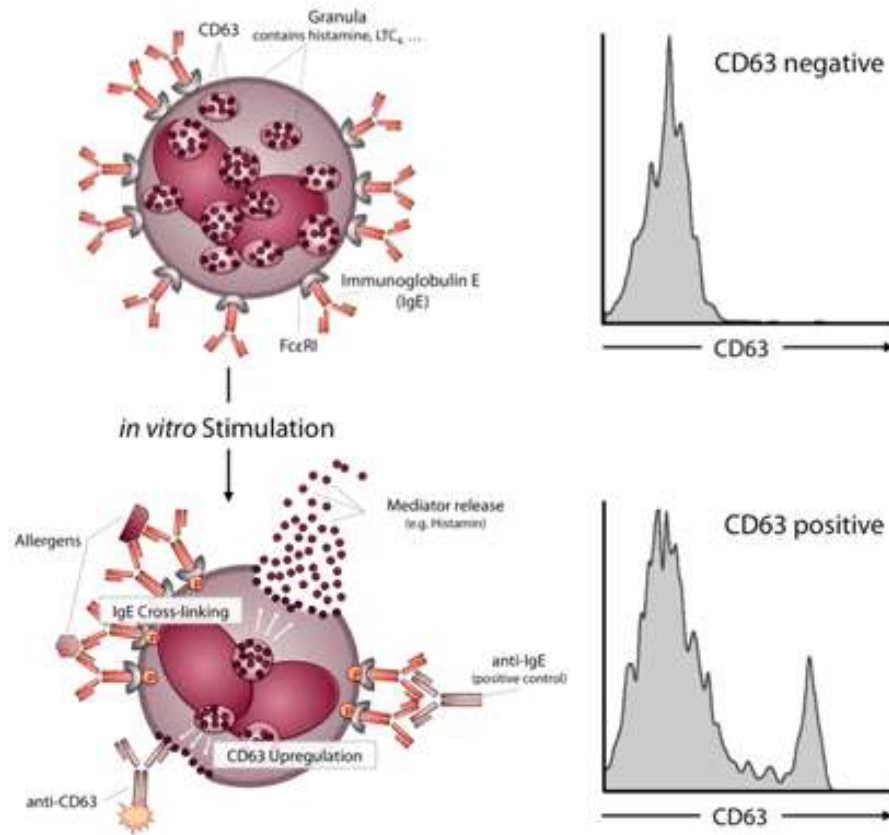 CD63
Granula
contains histamine, LTC₄ ...
CD63 negative
Immunoglobulin E
(IgE)
FcεRI
CD63
in vitro Stimulation
Mediator release
(e.g. Histamin)
Allergens
CD63 positive
IgE Cross-linking
anti-IgE
(positive control)
CD63 Upregulation
anti-CD63
CD63